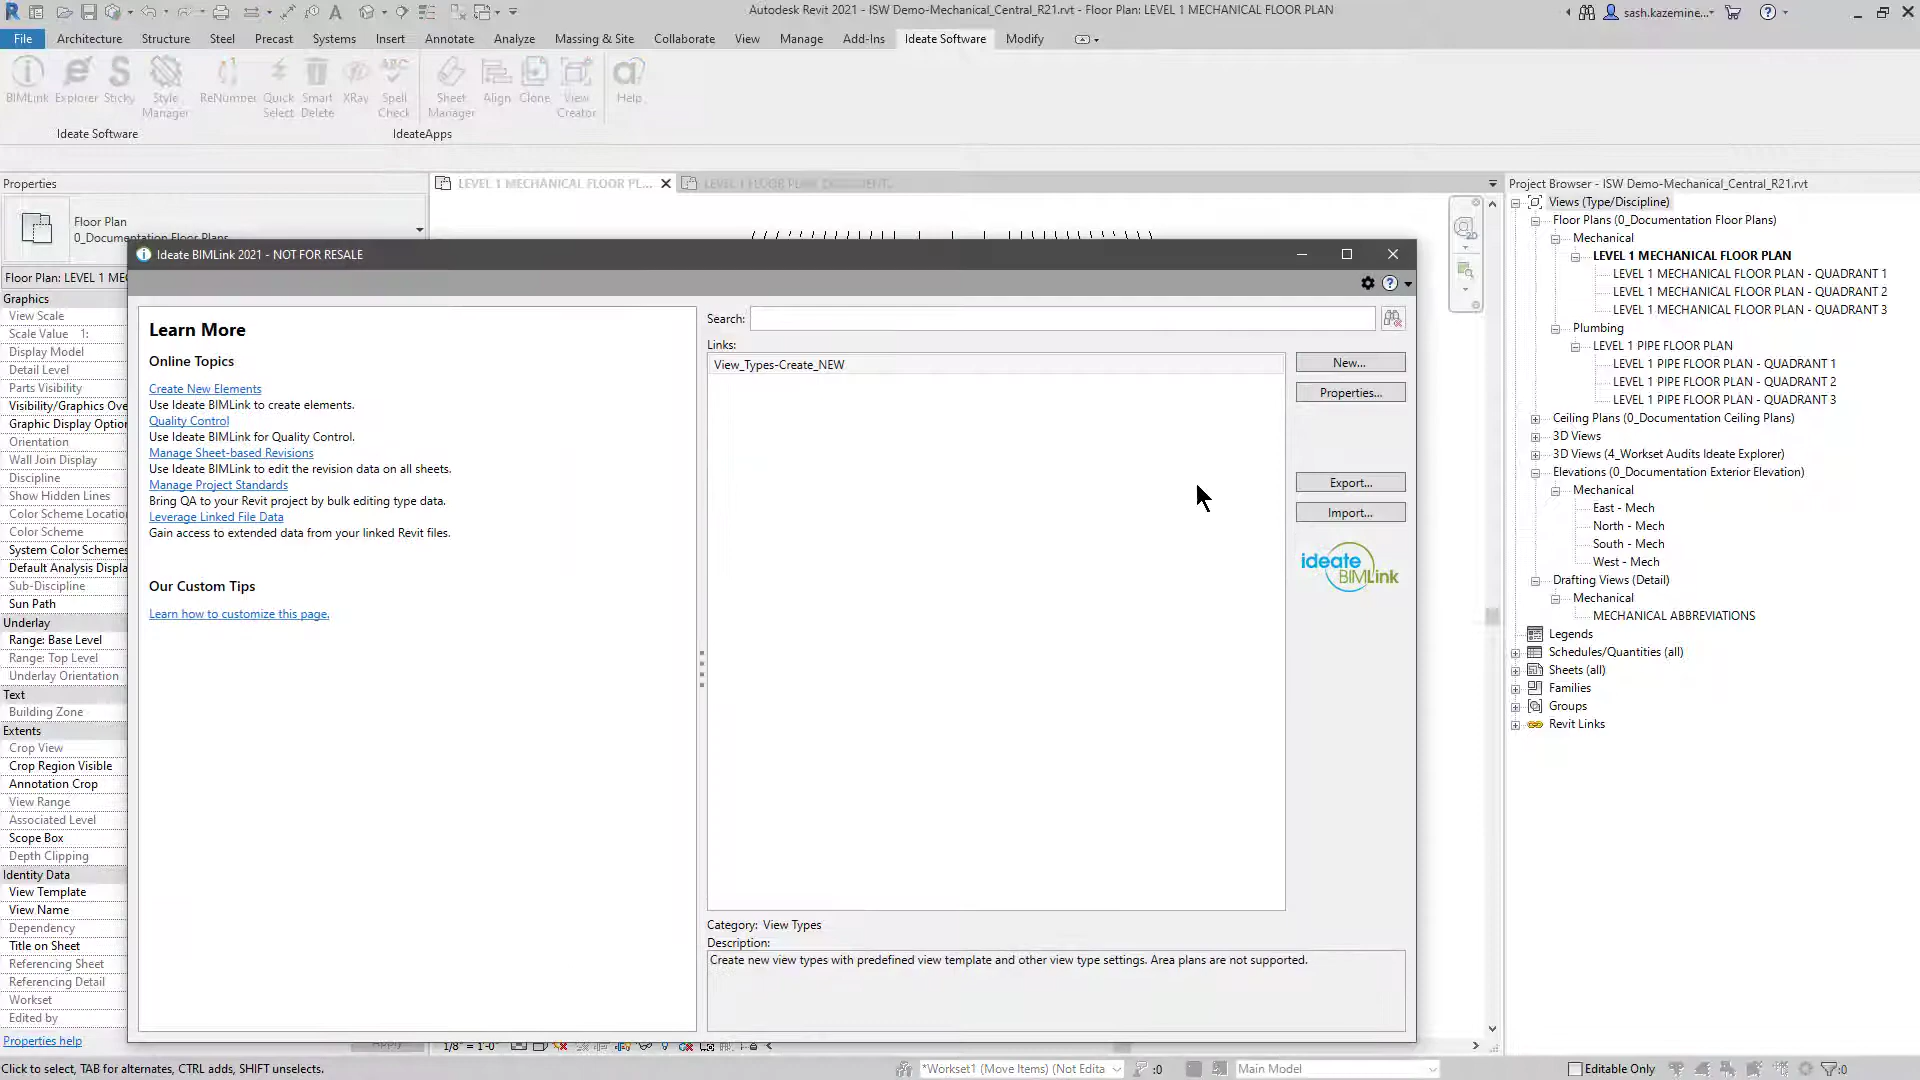 Autodesk Revit 2021 - ISW Demo-Mechanical_Central_R21.rvt - Floor Plan: LEVEL 1 MECHANICAL FLOOR PLAN
sash.kazemine...
File Architecture Structure Steel Precast Systems Insert Annotate Analyze Massing & Site Collaborate View Manage Add-Ins Ideate Software Modify
BIMLink Explorer Sticky Style Manager ReNumber Quick Select Smart Delete XRay Spell Check Sheet Manager Align Clone View Creator Help
Ideate Software IdeateApps
Properties
Floor Plan
0_Documentation Floor Plans
Floor Plan: LEVEL 1 ME
Graphics
View Scale
Scale Value 1:
Display Model
Detail Level
Parts Visibility
Visibility/Graphics Ove
Graphic Display Option
Orientation
Wall Join Display
Discipline
Show Hidden Lines
Color Scheme Location
Color Scheme
System Color Schemes
Default Analysis Displa
Sub-Discipline
Sun Path
Underlay
Range: Base Level
Range: Top Level
Underlay Orientation
Text
Building Zone
Extents
Crop View
Crop Region Visible
Annotation Crop
View Range
Associated Level
Scope Box
Depth Clipping
Identity Data
View Template
View Name
Dependency
Title on Sheet
Referencing Sheet
Referencing Detail
Workset
Edited by
Properties help
LEVEL 1 MECHANICAL FLOOR PL...
Ideate BIMLink 2021 - NOT FOR RESALE
Learn More
Online Topics
Create New Elements
Use Ideate BIMLink to create elements.
Quality Control
Use Ideate BIMLink for Quality Control.
Manage Sheet-based Revisions
Use Ideate BIMLink to edit the revision data on all sheets.
Manage Project Standards
Bring QA to your Revit project by bulk editing type data.
Leverage Linked File Data
Gain access to extended data from your linked Revit files.
Our Custom Tips
Learn how to customize this page.
Search:
Links:
View_Types-Create_NEW
New...
Properties...
Export...
Import...
ideate
BIMLink
Category: View Types
Description:
Create new view types with predefined view template and other view type settings. Area plans are not supported.
Project Browser - ISW Demo-Mechanical_Central_R21.rvt
Views (Type/Discipline)
Floor Plans (0_Documentation Floor Plans)
Mechanical
LEVEL 1 MECHANICAL FLOOR PLAN
LEVEL 1 MECHANICAL FLOOR PLAN - QUADRANT 1
LEVEL 1 MECHANICAL FLOOR PLAN - QUADRANT 2
LEVEL 1 MECHANICAL FLOOR PLAN - QUADRANT 3
Plumbing
LEVEL 1 PIPE FLOOR PLAN
LEVEL 1 PIPE FLOOR PLAN - QUADRANT 1
LEVEL 1 PIPE FLOOR PLAN - QUADRANT 2
LEVEL 1 PIPE FLOOR PLAN - QUADRANT 3
Ceiling Plans (0_Documentation Ceiling Plans)
3D Views
3D Views (4_Workset Audits Ideate Explorer)
Elevations (0_Documentation Exterior Elevation)
Mechanical
East - Mech
North - Mech
South - Mech
West - Mech
Drafting Views (Detail)
Mechanical
MECHANICAL ABBREVIATIONS
Legends
Schedules/Quantities (all)
Sheets (all)
Families
Groups
Revit Links
1/8" = 1'-0"
Click to select, TAB for alternates, CTRL adds, SHIFT unselects.
*Workset1 (Move Items) (Not Edita
:0
Main Model
Editable Only
:0